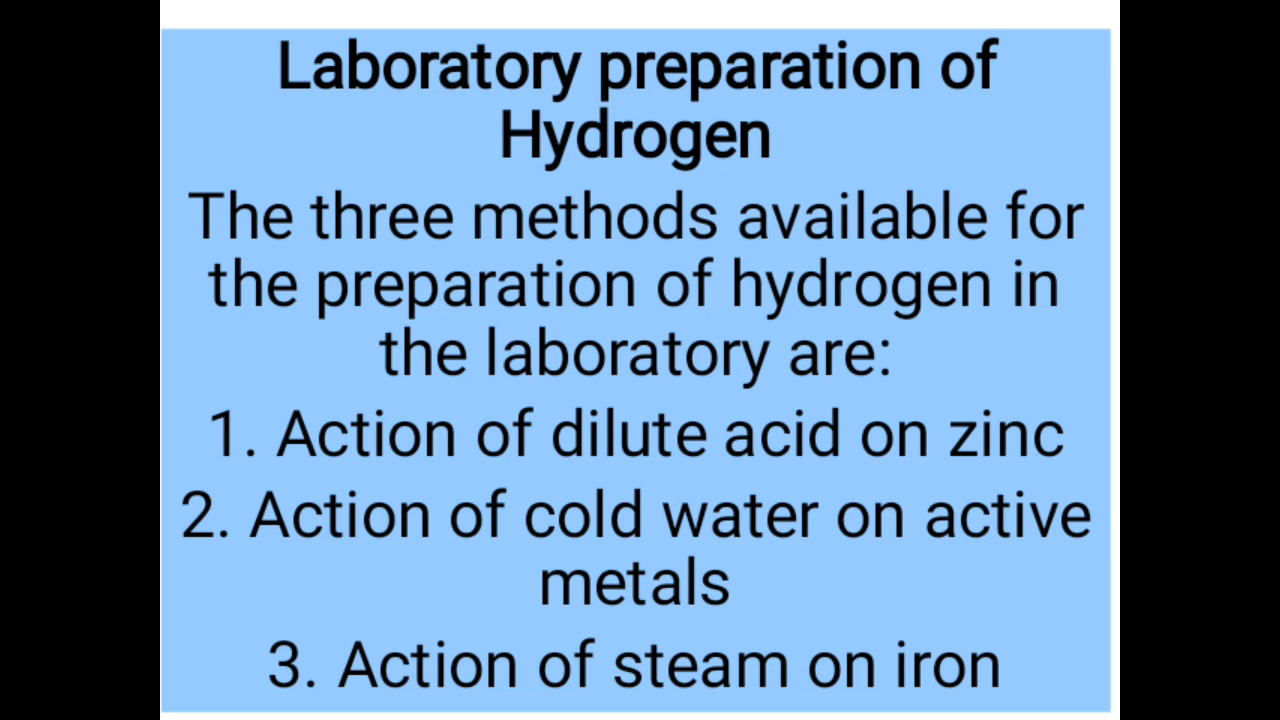 Laboratory preparation of
Hydrogen
The three methods available for
the preparation of hydrogen in
the laboratory are:
1. Action of dilute acid on zinc
2. Action of cold water on active
metals
3. Action of steam on iron